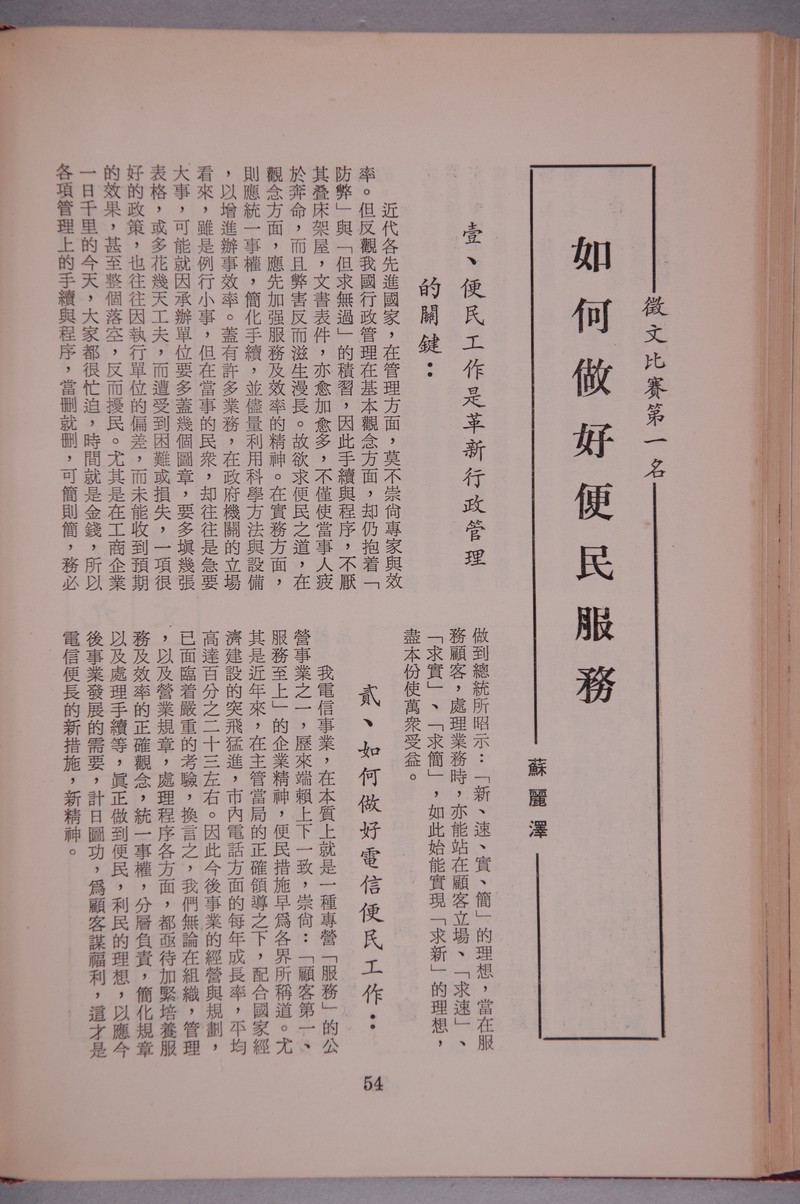 徵文比賽第一名
如何做好便民服務
蘇麗澤
壹、便民工作是革新行政管理
的關鍵：
近代各先進國家，在管理方面，莫不崇尙專家與效
率。但反觀我國行政管理在基本觀念方面，却仍抱着「
防弊」與「但求無過」的積習，因此手續與程序，不厭
其叠床架屋，文書表件，亦愈加愈多，不僅使當事人疲
於奔命，而且弊害反而滋生漫長。故欲求便民之道，在
觀念方面，應先加强服務及效率的精神。在實務方面，
則應統一事權，簡化手續，並儘量利用科學方法與設備
，以增進辦事效率。蓋有許多業務，在政府機關的立場
看來，雖是例行小事，但在當事的民衆，却往往是急要
大事，可能就因承辦單位要多蓋幾個圖章，要多塡幾張
表格，或多花幾天工夫，而遭受到困難或損失，一項很
好的政策，也往往因執行單位的偏差，而未能收到預期
的效果，甚至整個落空，反而擾民。尤其是在工商企業
一日千里的今天，大家都很忙迫，時間就是金錢，所以
各項管理上的手續與程序，當刪就刪，可簡則簡，務必
做到總統所昭示：「新、速、實、簡」的理想，當在服
務顧客，處理業務時，亦能站在顧客立場、「求速」、
「求實」、「求簡」，如此始能實現「求新」的理想，
盡本份使萬衆受益。
貳、如何做好電信便民工作：
我電信事業，在本質上就是一種專營「服務」的公
營事業之一，歷來端賴上下一致，崇尙：「顧客第一、
服務至上」的企業精神，便民措施早爲各界所稱道。尤
其是近年來，在主管當局的正確領導之下，配合國家經
濟建設的突飛猛進，市內電話方面的每年成長率，平均
高達百分之二十三左右。因此今後事業的經營與規劃，
已面臨着嚴重的考驗，換言之，我們無論在組織，管理
，以及營業規章，處理程序各方面，都亟待加緊培養服
務及效率的正確觀念，統一事權，分層負責，簡化規章
以及處理手續等，眞正做到便民，利民的理想，以應今
後事業發展的需要，計日圖功，爲顧客謀福利，這才是
電信便長的新措施，新精神。
54